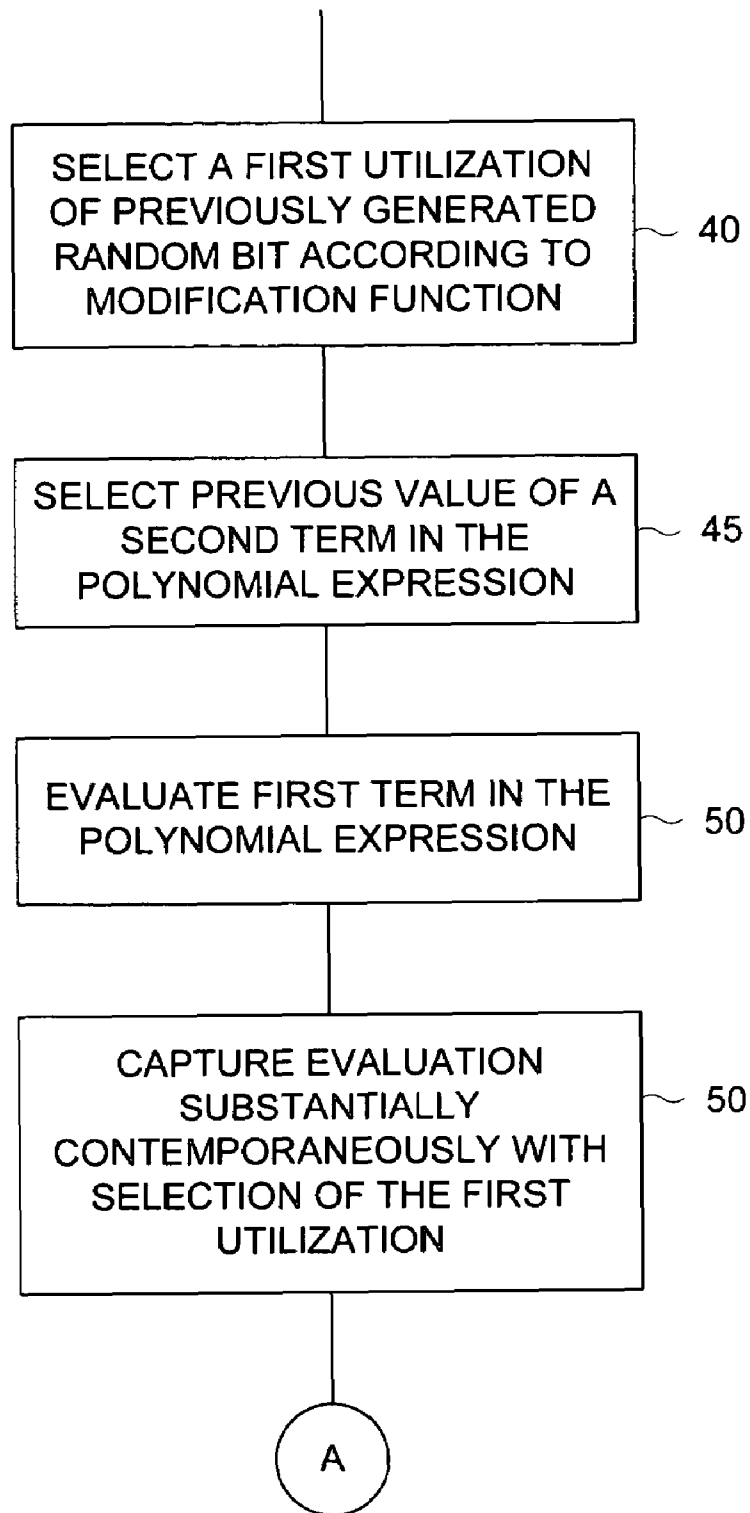 SELECT A FIRST UTILIZATION
OF PREVIOUSLY GENERATED
RANDOM BIT ACCORDING TO
MODIFICATION FUNCTION
40
SELECT PREVIOUS VALUE OF A
SECOND TERM IN THE
POLYNOMIAL EXPRESSION
45
EVALUATE FIRST TERM IN THE
POLYNOMIAL EXPRESSION
50
CAPTURE EVALUATION
SUBSTANTIALLY
CONTEMPORANEOUSLY WITH
SELECTION OF THE FIRST
UTILIZATION
50
A